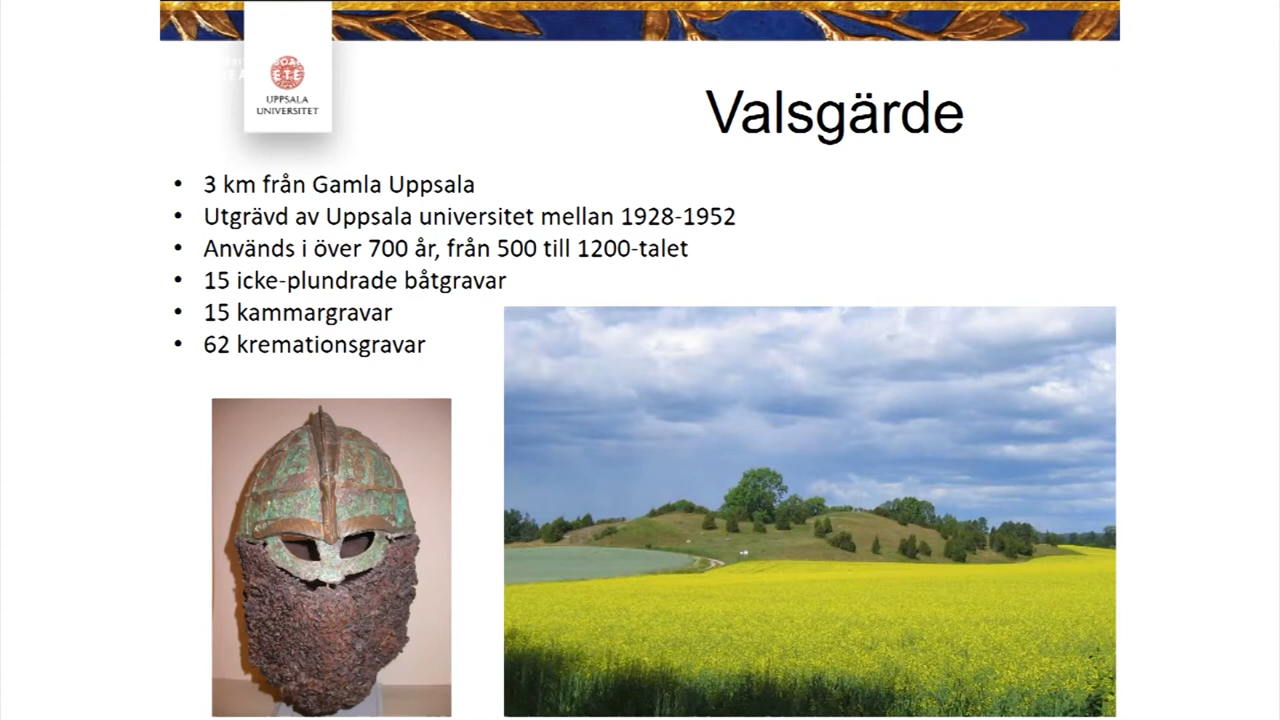 UPPSALA
UNIVERSITET
Valsgärde
• 3 km från Gamla Uppsala
• Utgrävd av Uppsala universitet mellan 1928-1952
• Används i över 700 år, från 500 till 1200-talet
• 15 icke-plundrade båtgravar
• 15 kammargravar
• 62 kremationsgravar